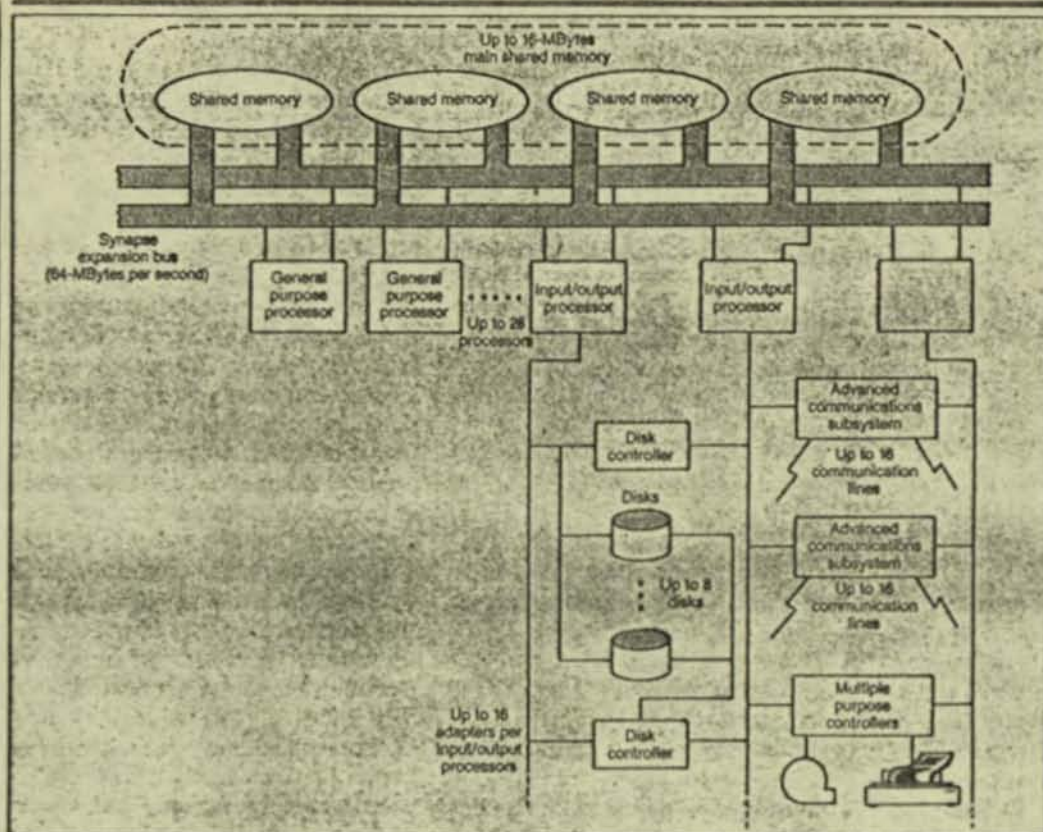 Up to 16-MBytes
main shared memory
Shared memory
Shared memory
Shared memory
Shared memory
Synapse
expansion bus
(64-MBytes per second)
General
purpose
processor
General
purpose
processor
Up to 28
processors
Input/output
processor
Input/output
processor
Advanced
communications
subsystem
Up to 16
communication
lines
Disk
controller
Disks
Up to 8
disks
Advanced
communications
subsystem
Up to 16
communication
lines
Up to 16
adapters per
Input/output
processors
Disk
controller
Multiple
purpose
controllers